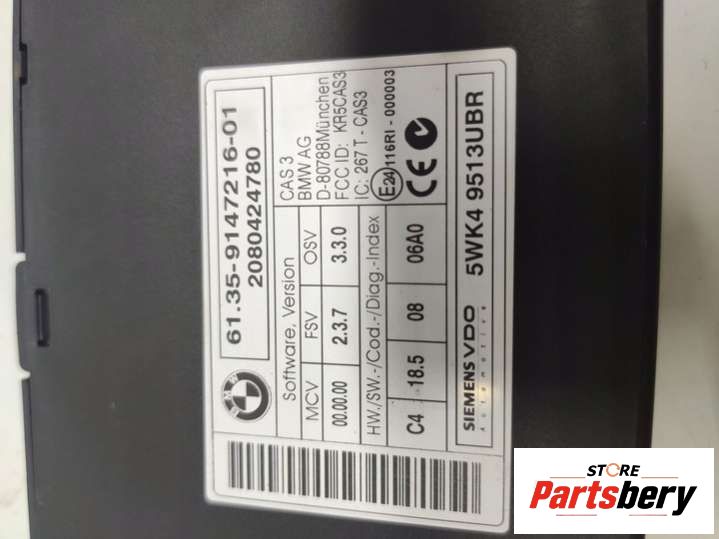 BMW
61.35-9147216-01
2080424780
Software, Version
MCV FSV OSV
00.00.00 2.3.7 3.3.0
HW./SW.-/Cod.-/Diag.-Index
C4 18.5 08 06A0
CAS 3
BMW AG
D-80788München
FCC ID: KR5CAS3
IC: 267 T - CAS3
E24 116RI - 000003
CE
SIEMENS VDO
Automotive
5WK4 9513UBR
STORE
Partsbery